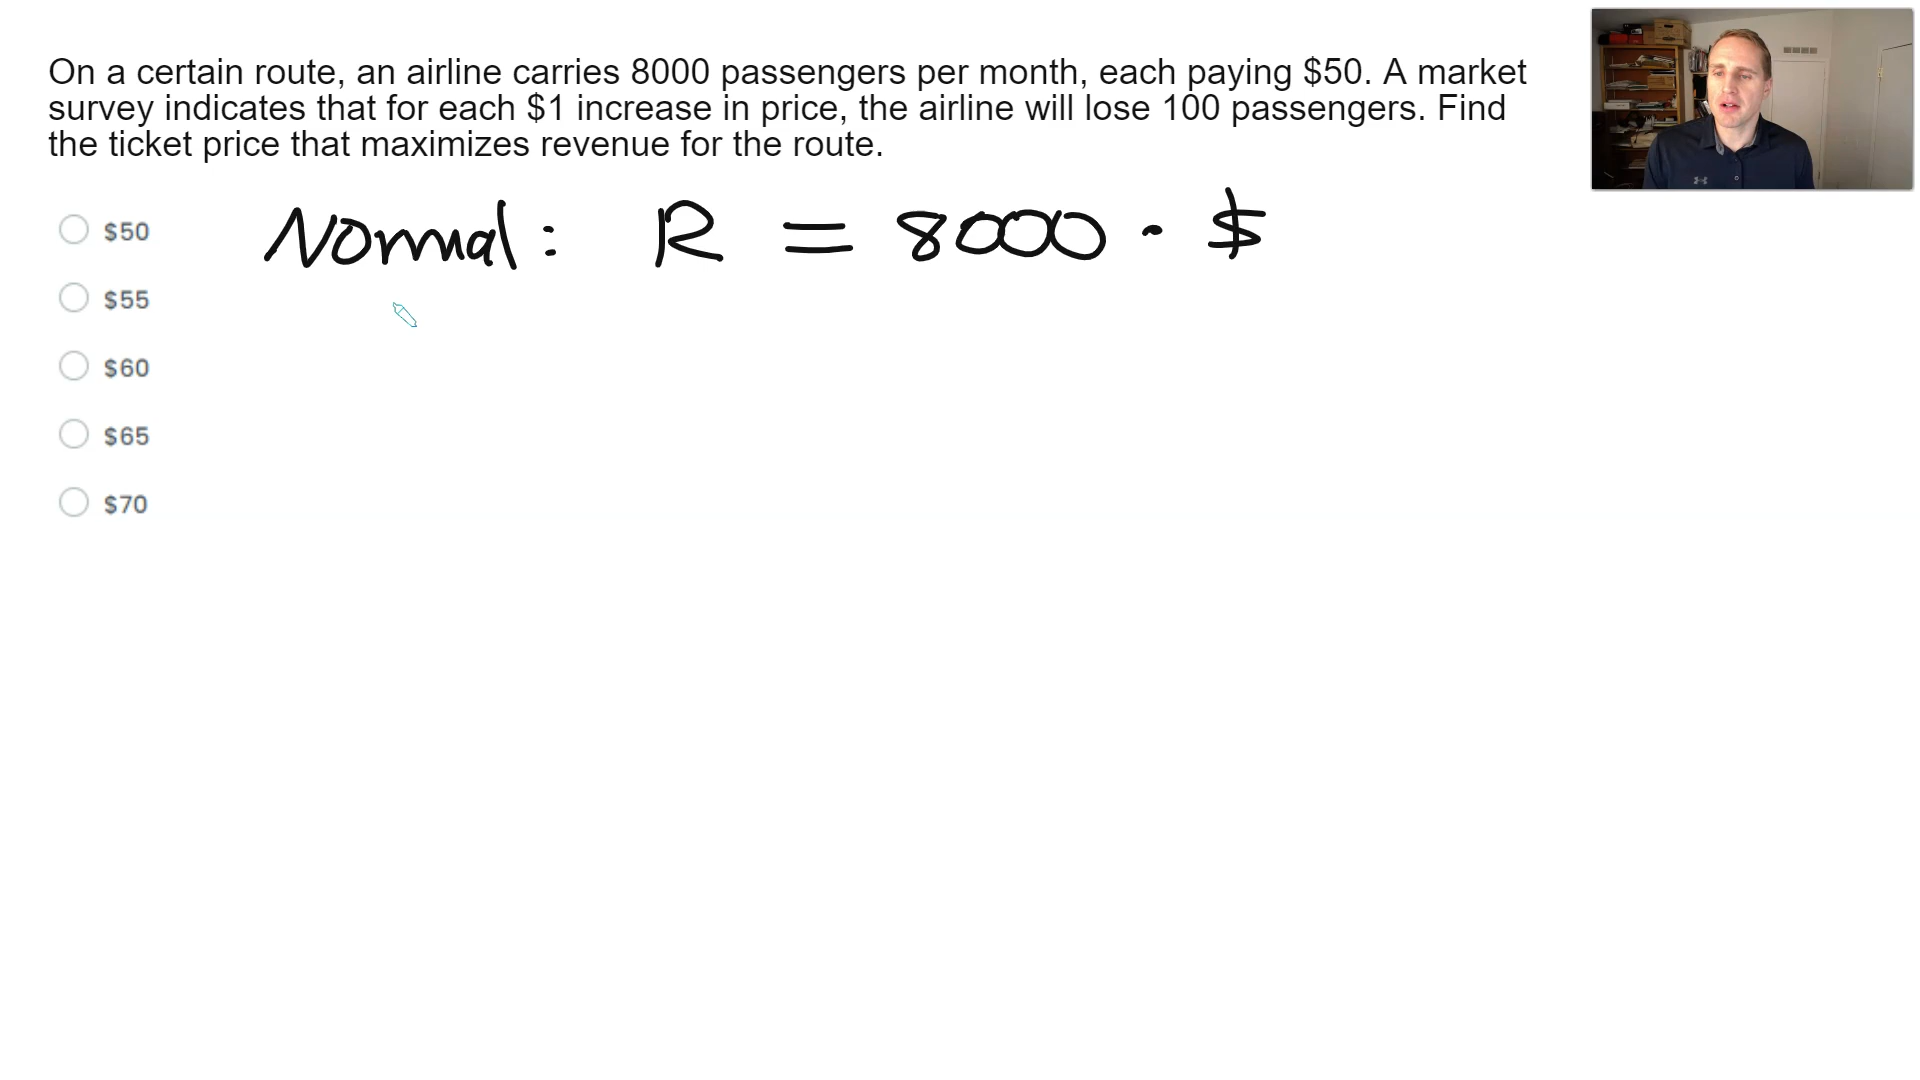 On a certain route, an airline carries 8000 passengers per month, each paying $50. A market
survey indicates that for each $1 increase in price, the airline will lose 100 passengers. Find
the ticket price that maximizes revenue for the route.
$50
Normal: R = 8000 · $
$55
$60
$65
$70